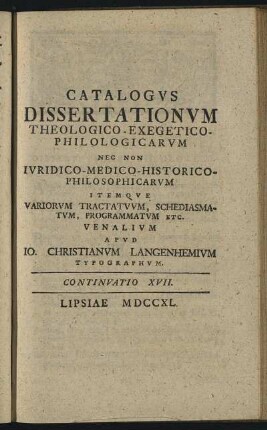 CATALOGVS
DISSERTATIONVM
THEOLOGICO-EXEGETICO-
PHILOLOGICARVM
NEC NON
IVRIDICO-MEDICO-HISTORICO-
PHILOSOPHICARVM
ITEMQVE
VARIORVM TRACTATVVM, SCHEDIASMA-
TVM, PROGRAMMATVM ETC.
VENALIVM
APVD
IO. CHRISTIANVM LANGENHEMIVM
TYPOGRAPHVM.
CONTINVATIO XVII.
LIPSIAE MDCCXL.